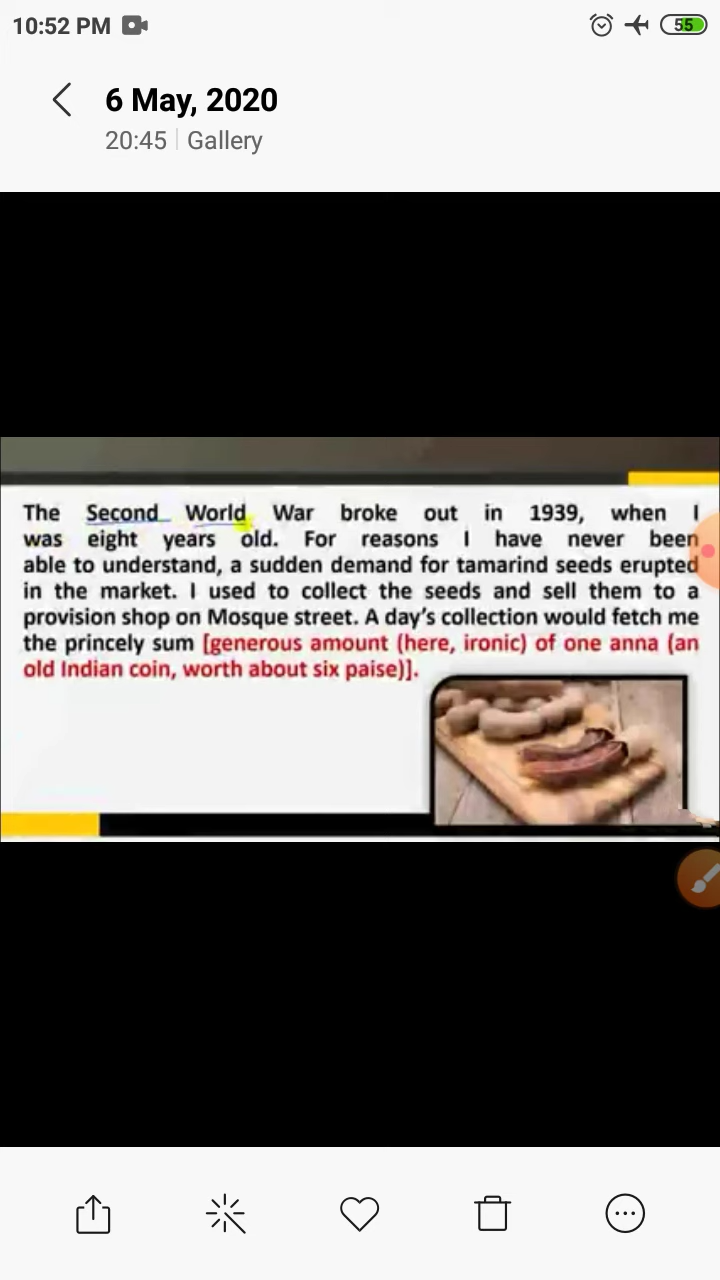 10:52 PM
55
6 May, 2020
20:45 | Gallery
The Second World War broke out in 1939, when I
was eight years old. For reasons I have never been
able to understand, a sudden demand for tamarind seeds erupted
in the market. I used to collect the seeds and sell them to a
provision shop on Mosque street. A day's collection would fetch me
the princely sum [generous amount (here, ironic) of one anna (an
old Indian coin, worth about six paise)].